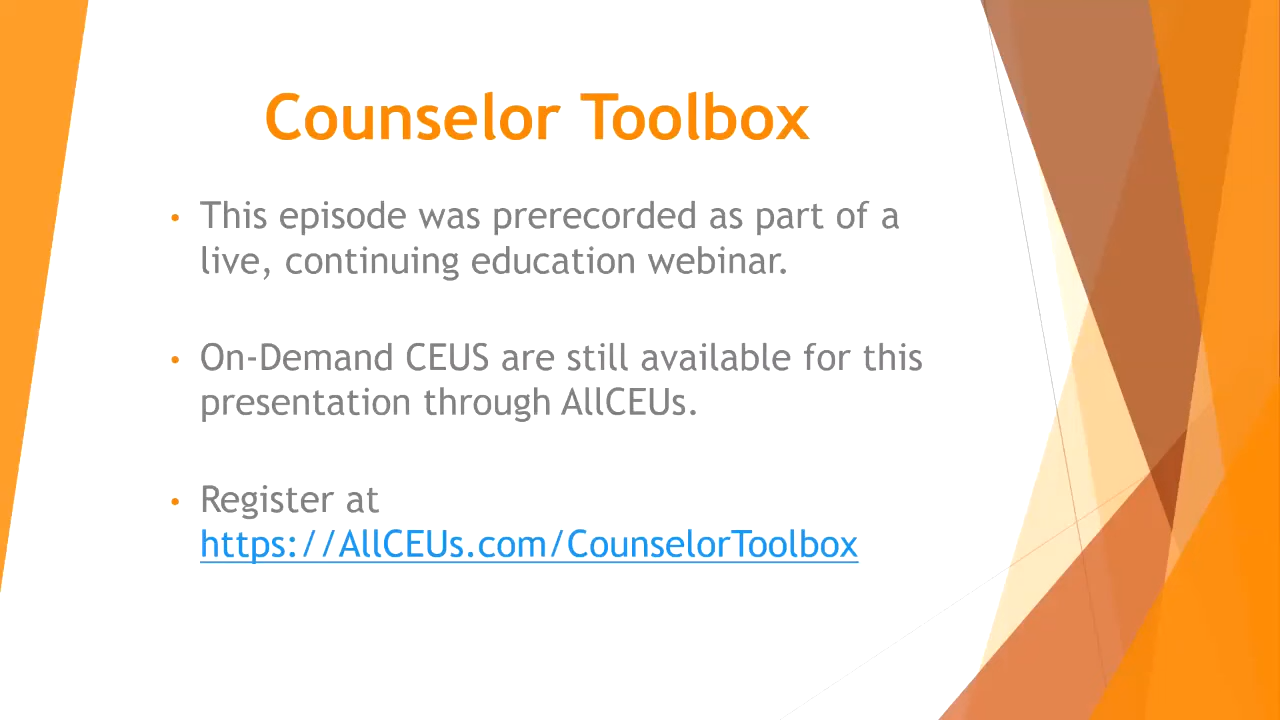 Counselor Toolbox
• This episode was prerecorded as part of a
live, continuing education webinar.
• On-Demand CEUS are still available for this
presentation through AllCEUs.
• Register at
https://AllCEUs.com/CounselorToolbox